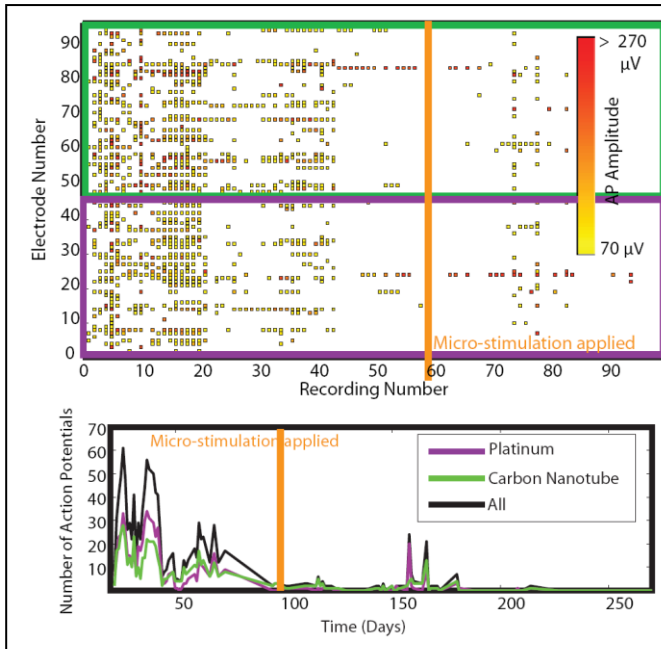 > 270
µV
AP Amplitude
70 µV
Electrode Number
90
80
70
60
50
40
30
20
10
0
Micro-stimulation applied
0 10 20 30 40 50 60 70 80 90
Recording Number
Number of Action Potentials
70
60
50
40
30
20
10
Micro-stimulation applied
Platinum
Carbon Nanotube
All
50 100 150 200 250
Time (Days)